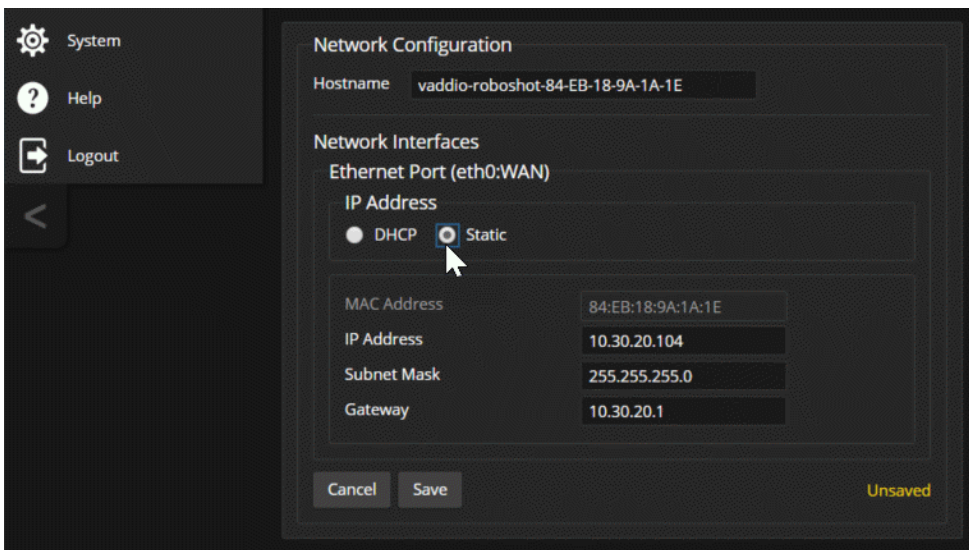 System
Help
Logout
<
Network Configuration
Hostname vaddio-roboshot-84-EB-18-9A-1A-1E
Network Interfaces
Ethernet Port (eth0:WAN)
IP Address
DHCP Static
MAC Address 84:EB:18:9A:1A:1E
IP Address 10.30.20.104
Subnet Mask 255.255.255.0
Gateway 10.30.20.1
Cancel Save Unsaved